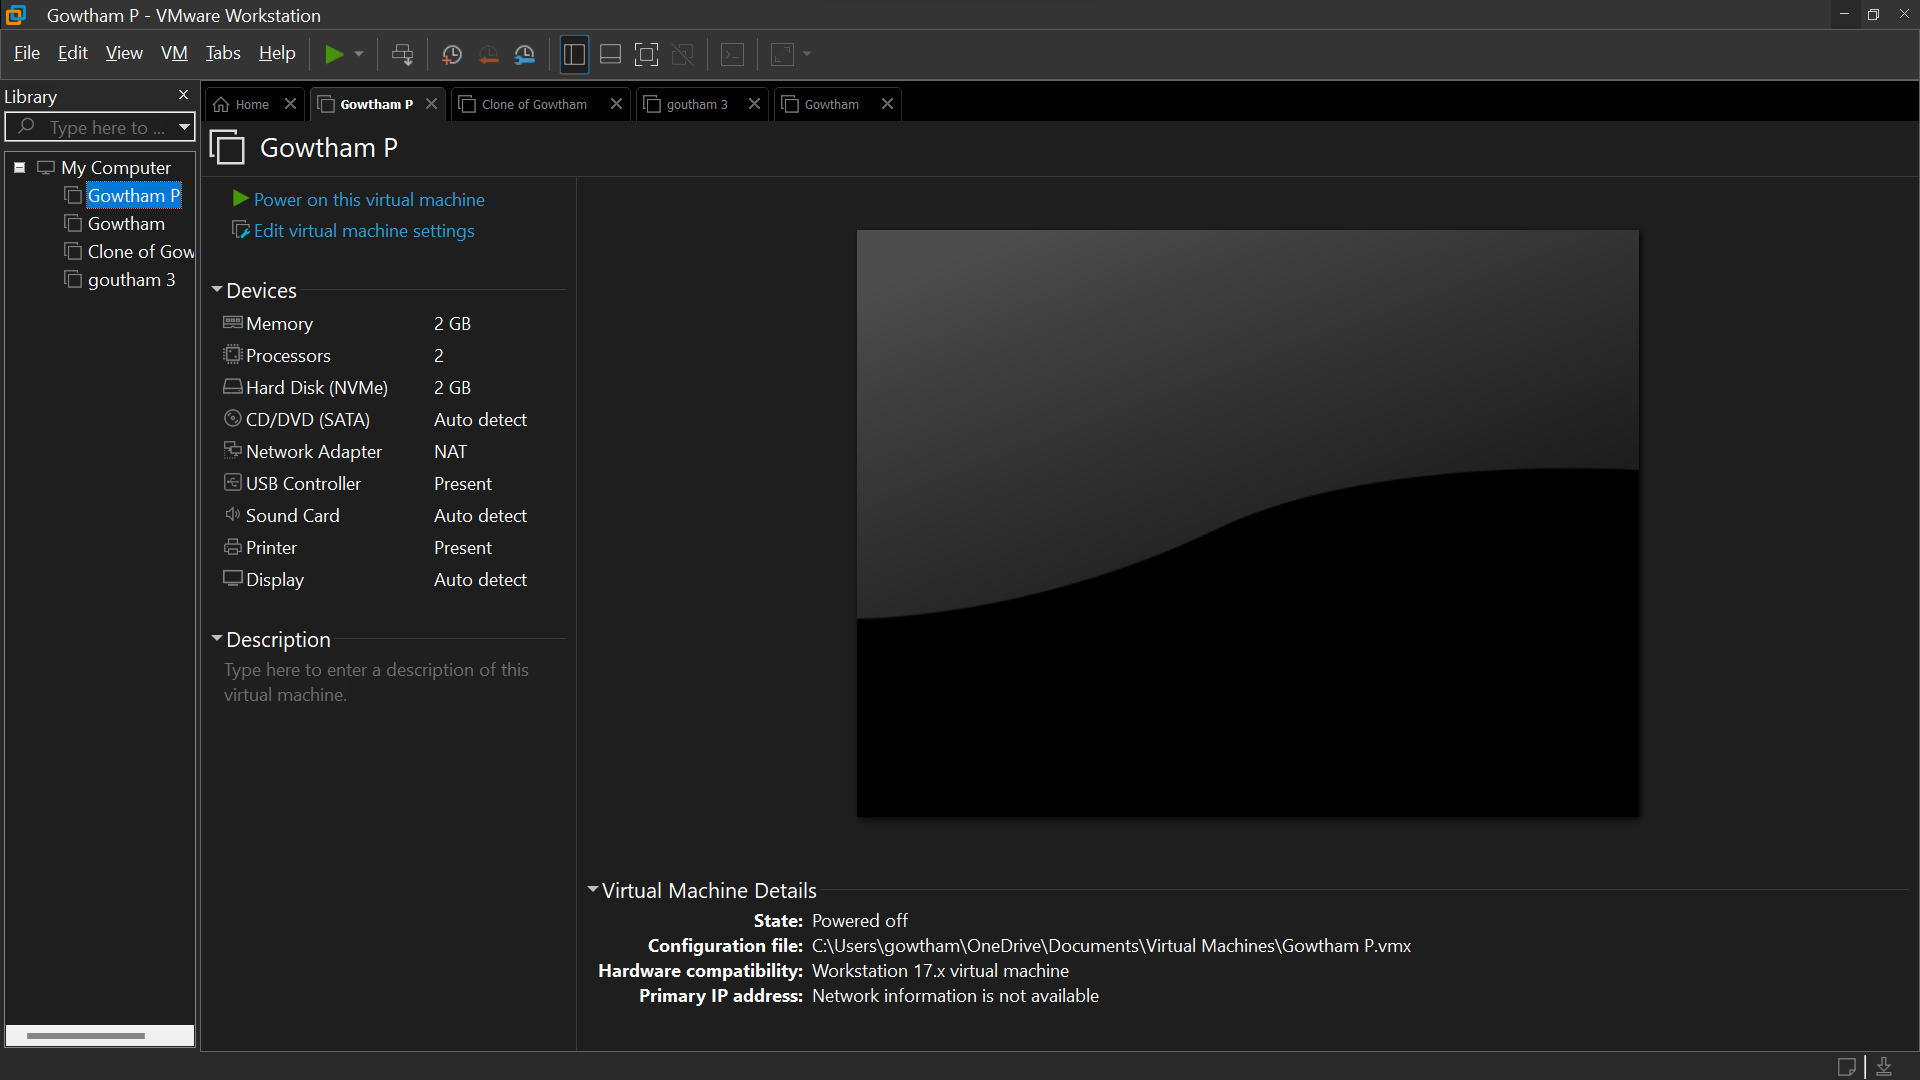 Gowtham P - VMware Workstation
File Edit View VM Tabs Help
Library
Type here to ...
My Computer
Gowtham P
Gowtham
Clone of Gow
goutham 3
Home
Gowtham P
Clone of Gowtham
goutham 3
Gowtham
Gowtham P
Power on this virtual machine
Edit virtual machine settings
Devices
Memory 2 GB
Processors 2
Hard Disk (NVMe) 2 GB
CD/DVD (SATA) Auto detect
Network Adapter NAT
USB Controller Present
Sound Card Auto detect
Printer Present
Display Auto detect
Description
Type here to enter a description of this
virtual machine.
Virtual Machine Details
State: Powered off
Configuration file: C:\Users\gowtham\OneDrive\Documents\Virtual Machines\Gowtham P.vmx
Hardware compatibility: Workstation 17.x virtual machine
Primary IP address: Network information is not available